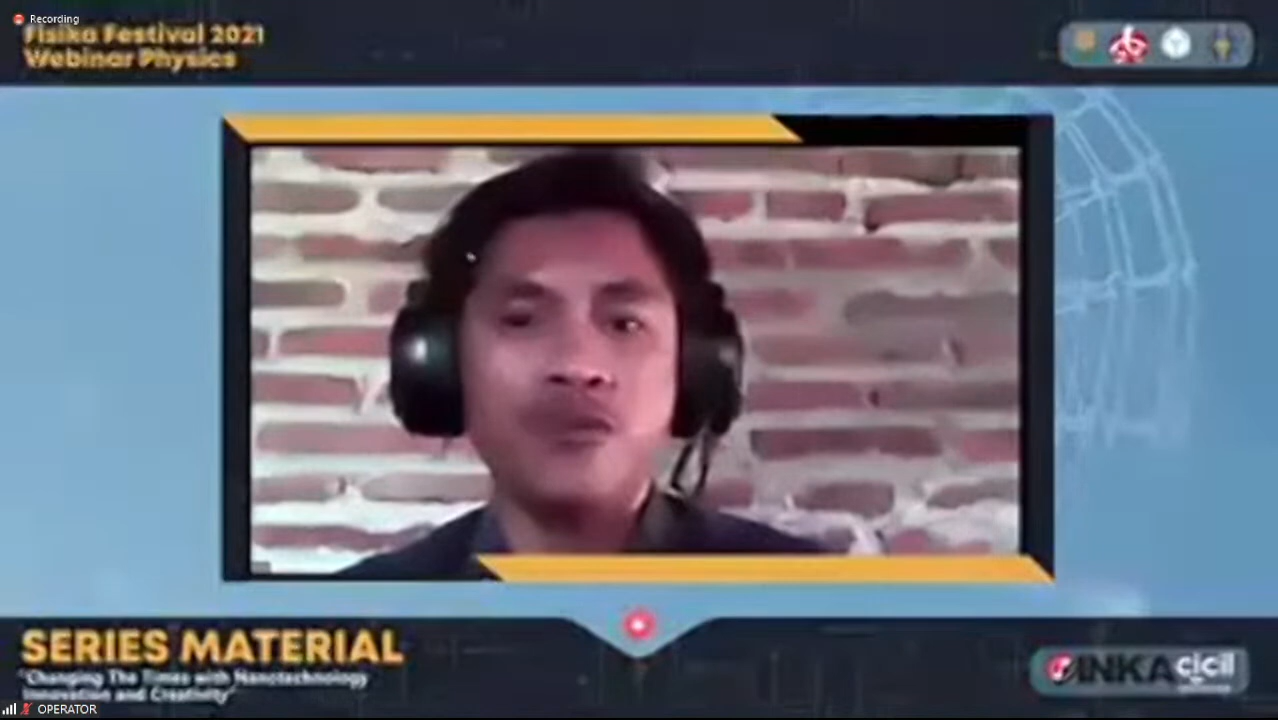 Recording
Fisika Festival 2021
Webinar Physics
SERIES MATERIAL
"Changing The Times with Nanotechnology
Innovation and Creativity"
INKA
cicil
OPERATOR